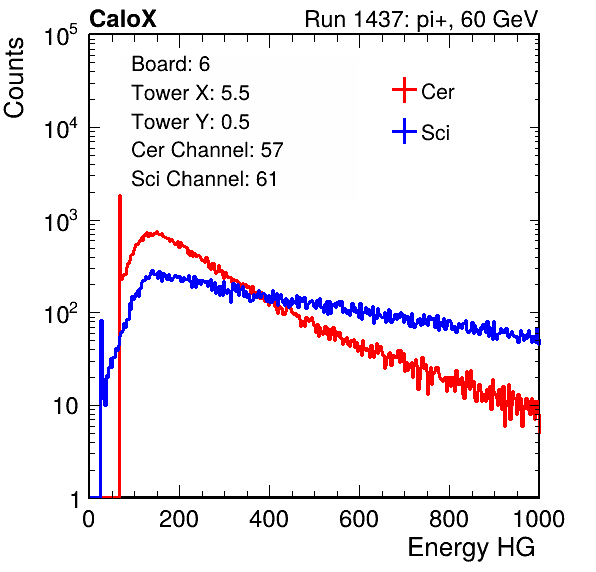 CaloX Run 1437: pi+, 60 GeV
Counts
Board: 6
Tower X: 5.5
Tower Y: 0.5
Cer Channel: 57
Sci Channel: 61
Cer
Sci
10^5
10^4
10^3
10^2
10
1
0 200 400 600 800 1000
Energy HG